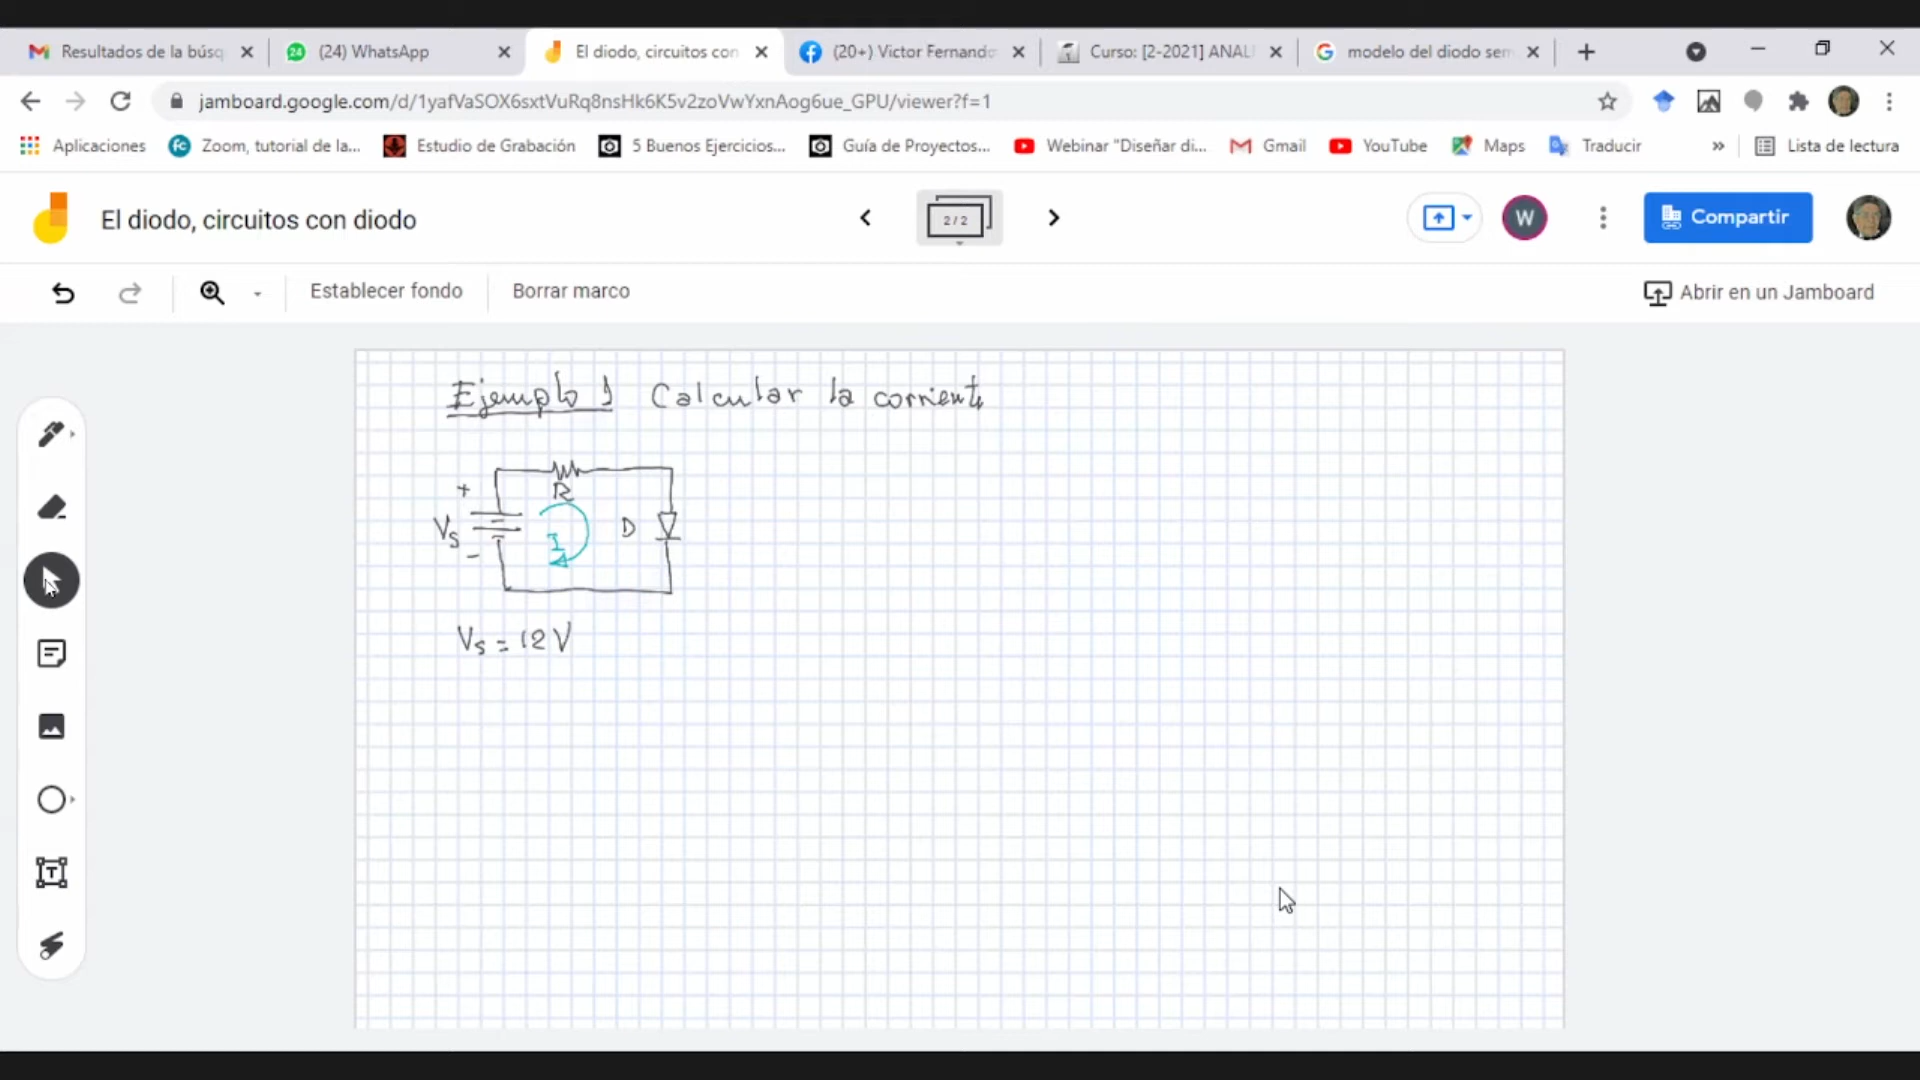 Resultados de la búsq
24
(24) WhatsApp
El diodo, circuitos con
(20+) Victor Fernando
Curso: [2-2021] ANAL
modelo del diodo sem
jamboard.google.com/d/1yafVaSOX6sxtVuRq8nsHk6K5v2zoVwYxnAog6ue_GPU/viewer?f=1
Aplicaciones
Zoom, tutorial de la...
Estudio de Grabación
5 Buenos Ejercicios...
Guía de Proyectos...
Webinar "Diseñar di...
Gmail
YouTube
Maps
Traducir
»
Lista de lectura
El diodo, circuitos con diodo
2 / 2
W
Compartir
Establecer fondo
Borrar marco
Abrir en un Jamboard
Ejemplo 1 Calcular la corriente
+
R
Vs
I
D
-
Vs = 12 V